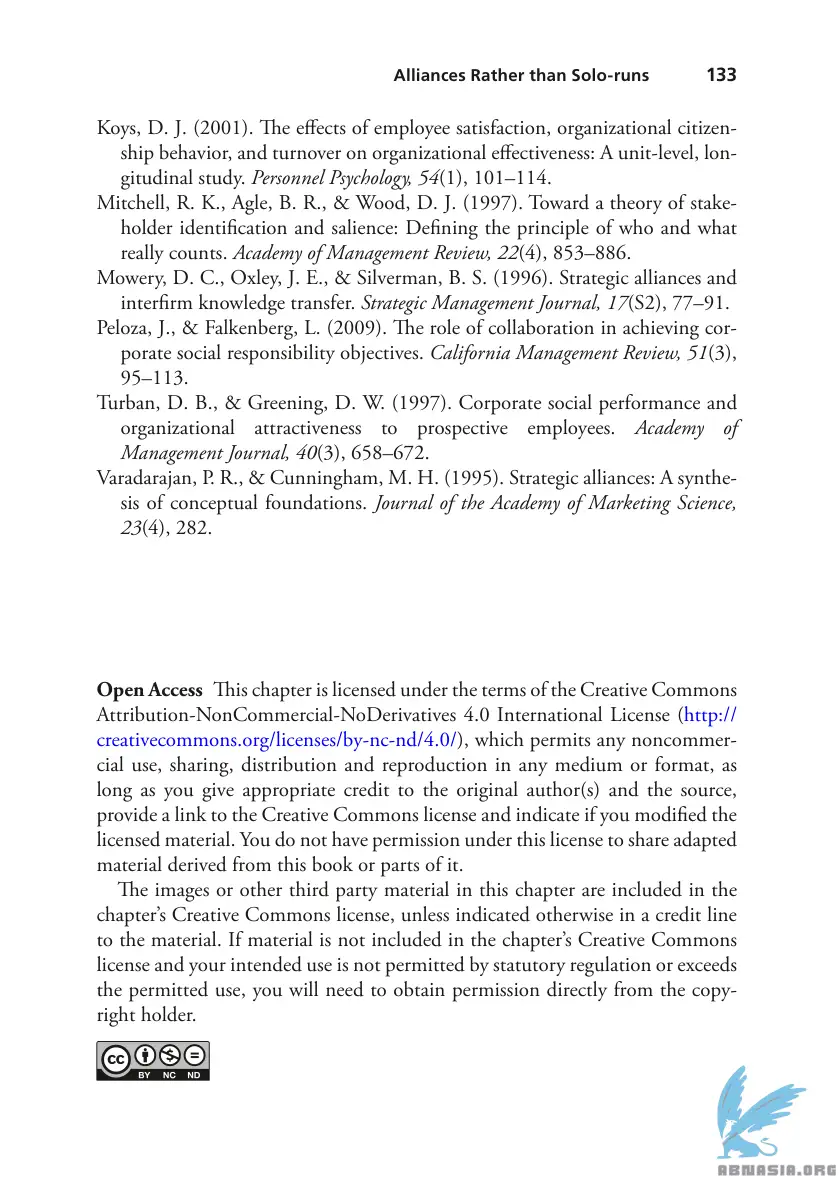 Alliances Rather than Solo-runs 133
Koys, D. J. (2001). The effects of employee satisfaction, organizational citizen-
ship behavior, and turnover on organizational effectiveness: A unit-level, lon-
gitudinal study. Personnel Psychology, 54(1), 101–114.
Mitchell, R. K., Agle, B. R., & Wood, D. J. (1997). Toward a theory of stake-
holder identification and salience: Defining the principle of who and what
really counts. Academy of Management Review, 22(4), 853–886.
Mowery, D. C., Oxley, J. E., & Silverman, B. S. (1996). Strategic alliances and
interfirm knowledge transfer. Strategic Management Journal, 17(S2), 77–91.
Peloza, J., & Falkenberg, L. (2009). The role of collaboration in achieving cor-
porate social responsibility objectives. California Management Review, 51(3),
95–113.
Turban, D. B., & Greening, D. W. (1997). Corporate social performance and
organizational attractiveness to prospective employees. Academy of
Management Journal, 40(3), 658–672.
Varadarajan, P. R., & Cunningham, M. H. (1995). Strategic alliances: A synthe-
sis of conceptual foundations. Journal of the Academy of Marketing Science,
23(4), 282.
Open Access This chapter is licensed under the terms of the Creative Commons
Attribution-NonCommercial-NoDerivatives 4.0 International License (http://
creativecommons.org/licenses/by-nc-nd/4.0/), which permits any noncommer-
cial use, sharing, distribution and reproduction in any medium or format, as
long as you give appropriate credit to the original author(s) and the source,
provide a link to the Creative Commons license and indicate if you modified the
licensed material. You do not have permission under this license to share adapted
material derived from this book or parts of it.
The images or other third party material in this chapter are included in the
chapter's Creative Commons license, unless indicated otherwise in a credit line
to the material. If material is not included in the chapter's Creative Commons
license and your intended use is not permitted by statutory regulation or exceeds
the permitted use, you will need to obtain permission directly from the copy-
right holder.
cc
BY NC ND
ABNASIA.ORG